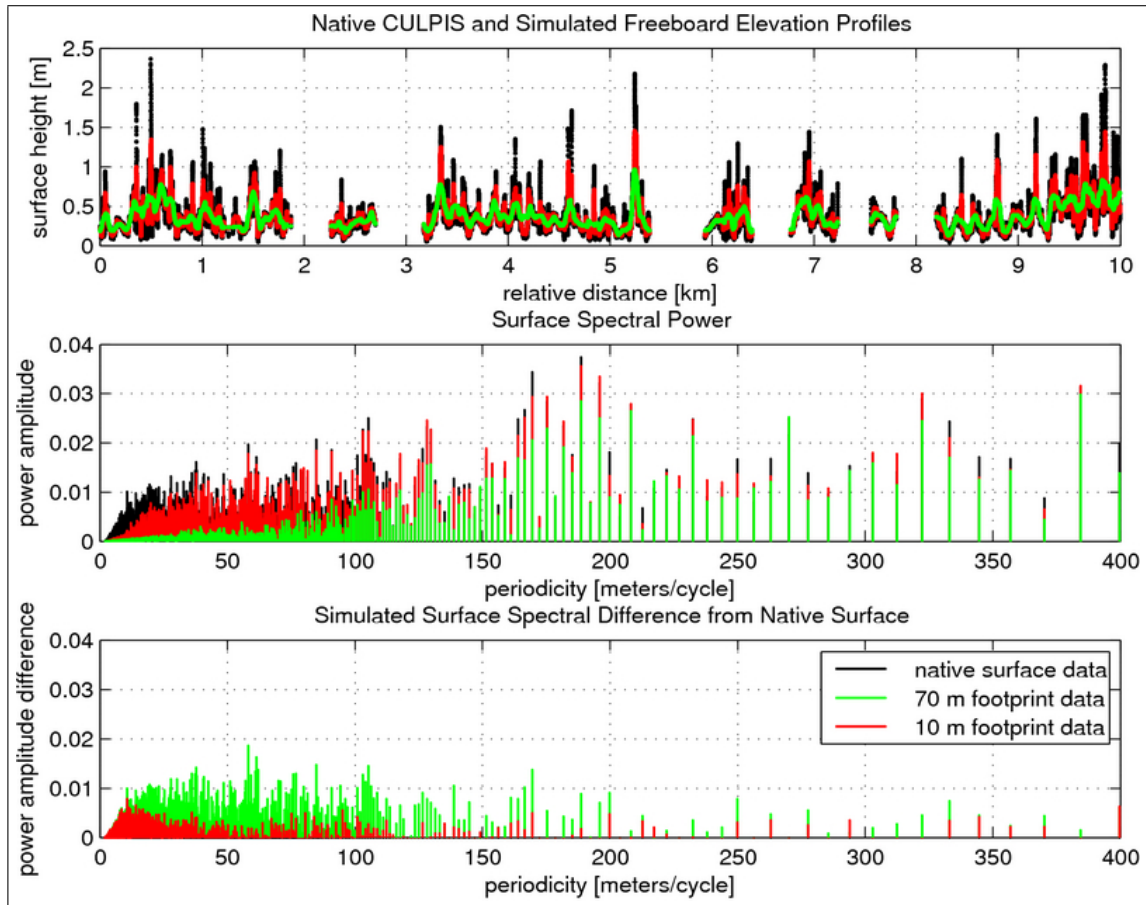 Native CULPIS and Simulated Freeboard Elevation Profiles
surface height [m]
2.5
2
1.5
1
0.5
0
0 1 2 3 4 5 6 7 8 9 10
relative distance [km]
Surface Spectral Power
power amplitude
0.04
0.03
0.02
0.01
0
0 50 100 150 200 250 300 350 400
periodicity [meters/cycle]
Simulated Surface Spectral Difference from Native Surface
power amplitude difference
0.04
0.03
0.02
0.01
0
native surface data
70 m footprint data
10 m footprint data
0 50 100 150 200 250 300 350 400
periodicity [meters/cycle]